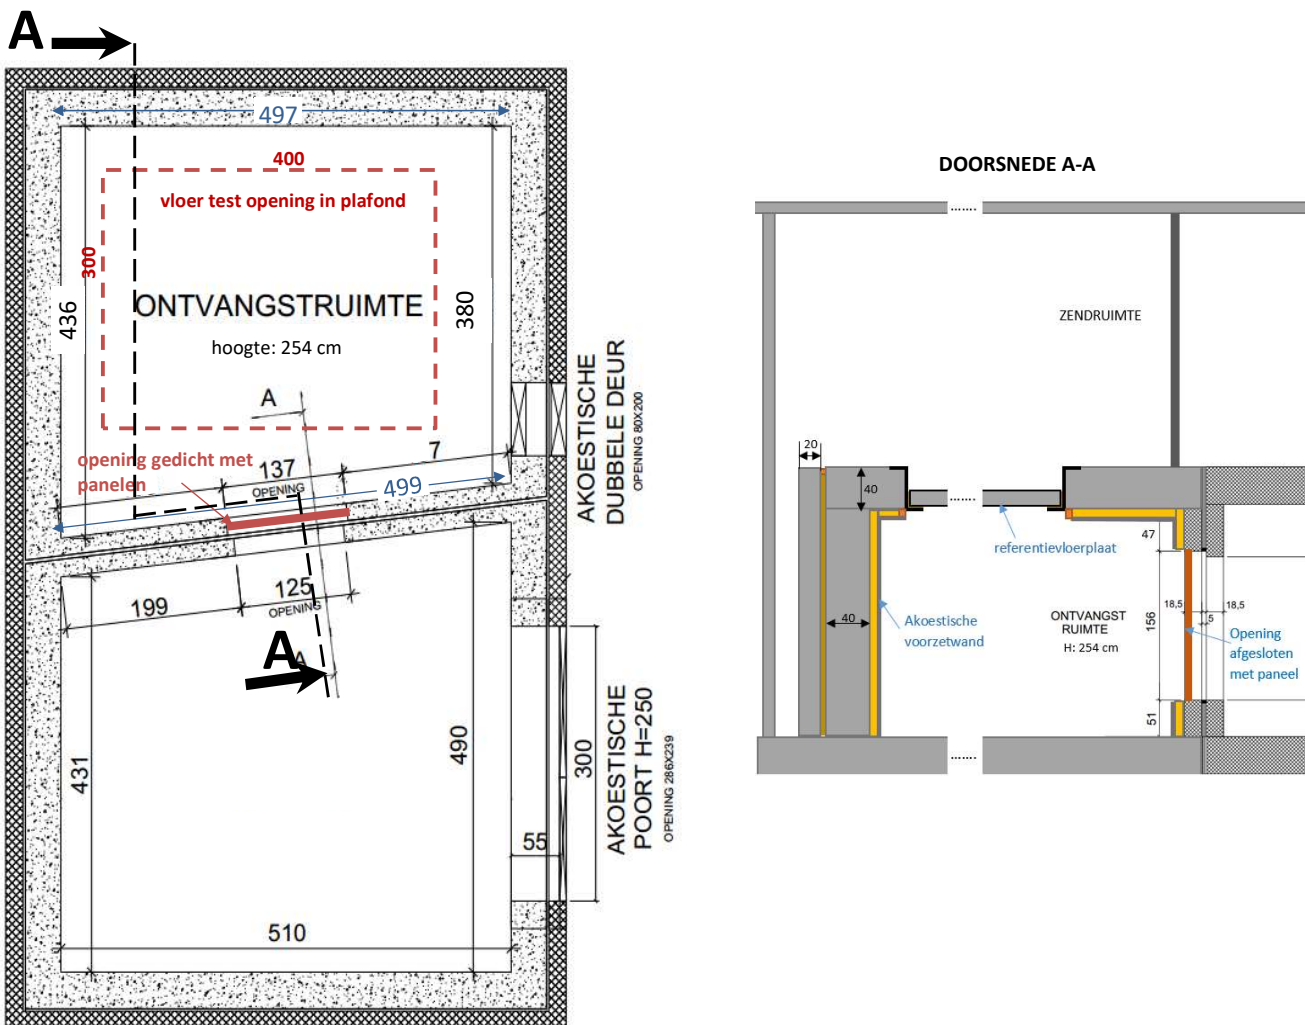 A
497
400
vloer test opening in plafond
300
436
380
ONTVANGSTRUIMTE
hoogte: 254 cm
A
7
opening gedicht met
panelen
137
OPENING
499
AKOESTISCHE
DUBBELE DEUR
OPENING 80X200
199
125
OPENING
A
A
431
490
300
AKOESTISCHE
POORT H=250
OPENING 286X239
55
510
DOORSNEDE A-A
.......
ZENDRUIMTE
20
40
.......
referentievloerplaat
47
40
Akoestische
voorzetwand
ONTVANGST
RUIMTE
H: 254 cm
156
18,5
5
18,5
Opening
afgesloten
met paneel
51
.......